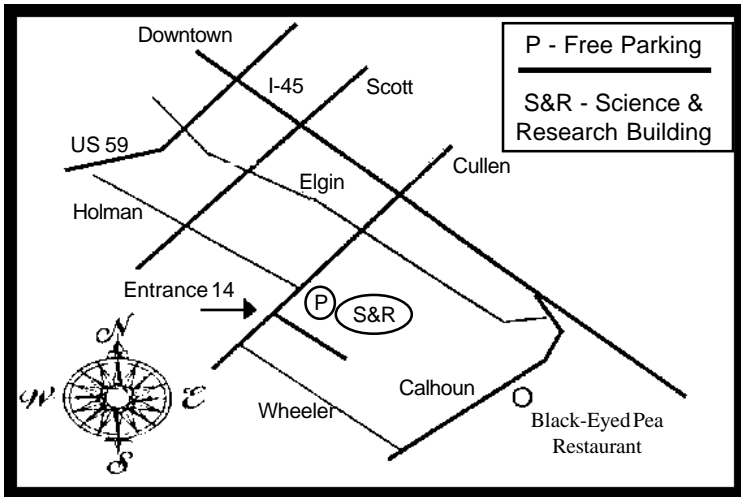 Downtown
P - Free Parking
I-45
Scott
S&R - Science &
Research Building
US 59
Cullen
Elgin
Holman
Entrance 14
P
S&R
N
W
E
S
Calhoun
Wheeler
Black-Eyed Pea
Restaurant